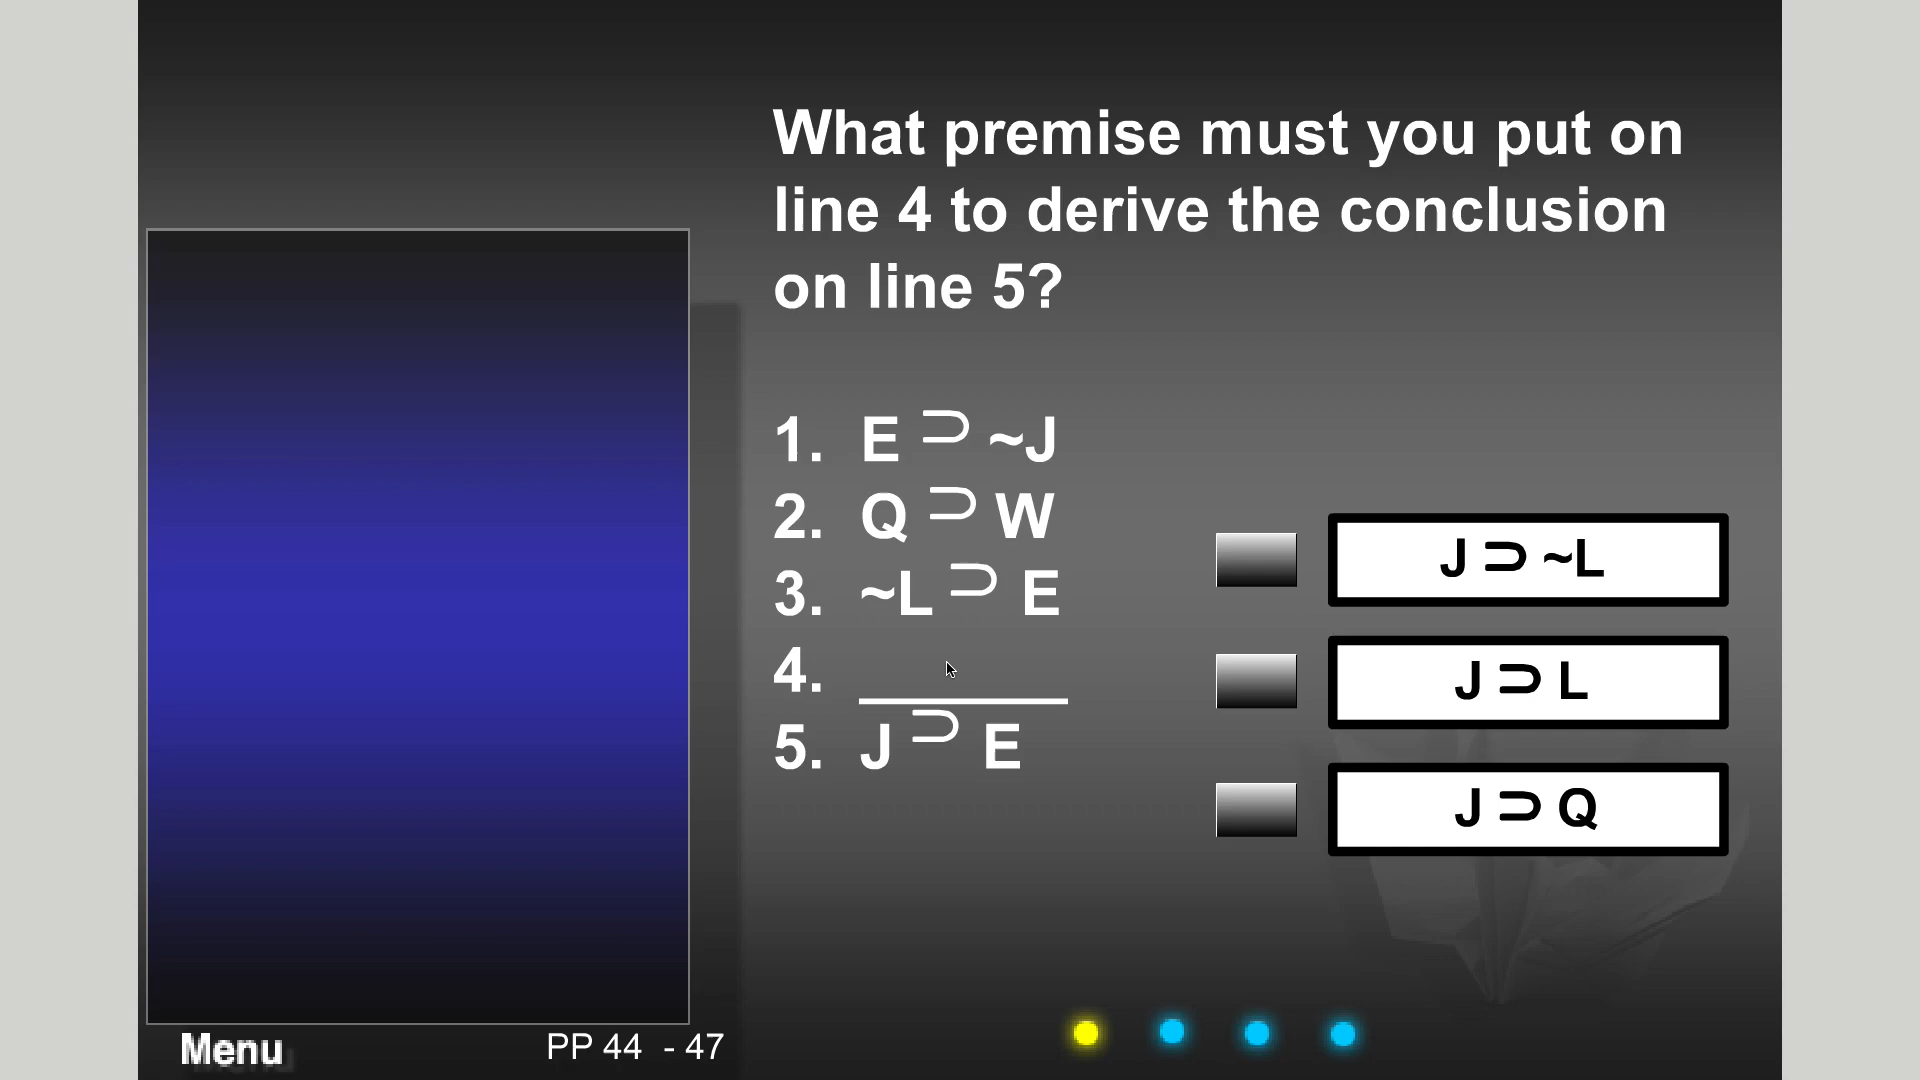 What premise must you put on
line 4 to derive the conclusion
on line 5?
1. E ⊃ ~J
2. Q ⊃ W
3. ~L ⊃ E
4.
5. J ⊃ E
J ⊃ ~L
J ⊃ L
J ⊃ Q
Menu
PP 44 - 47